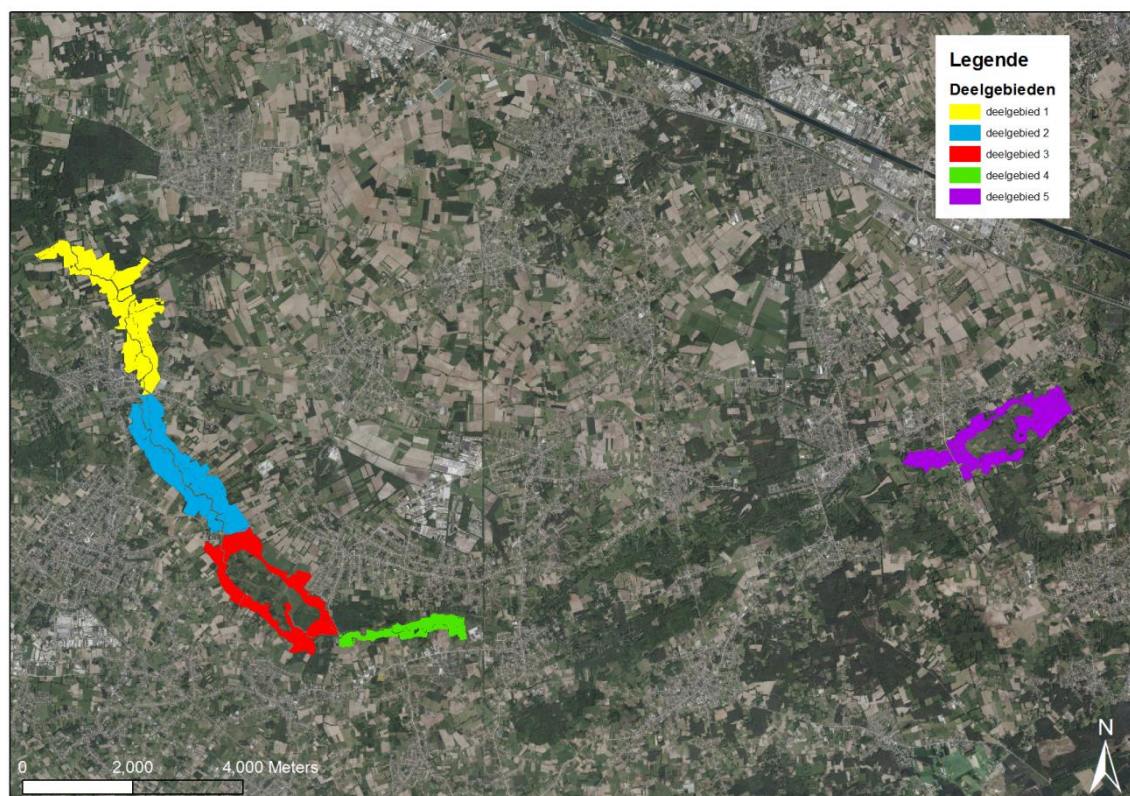 Legende
Deelgebieden
deelgebied 1
deelgebied 2
deelgebied 3
deelgebied 4
deelgebied 5
N
0 2,000 4,000 Meters